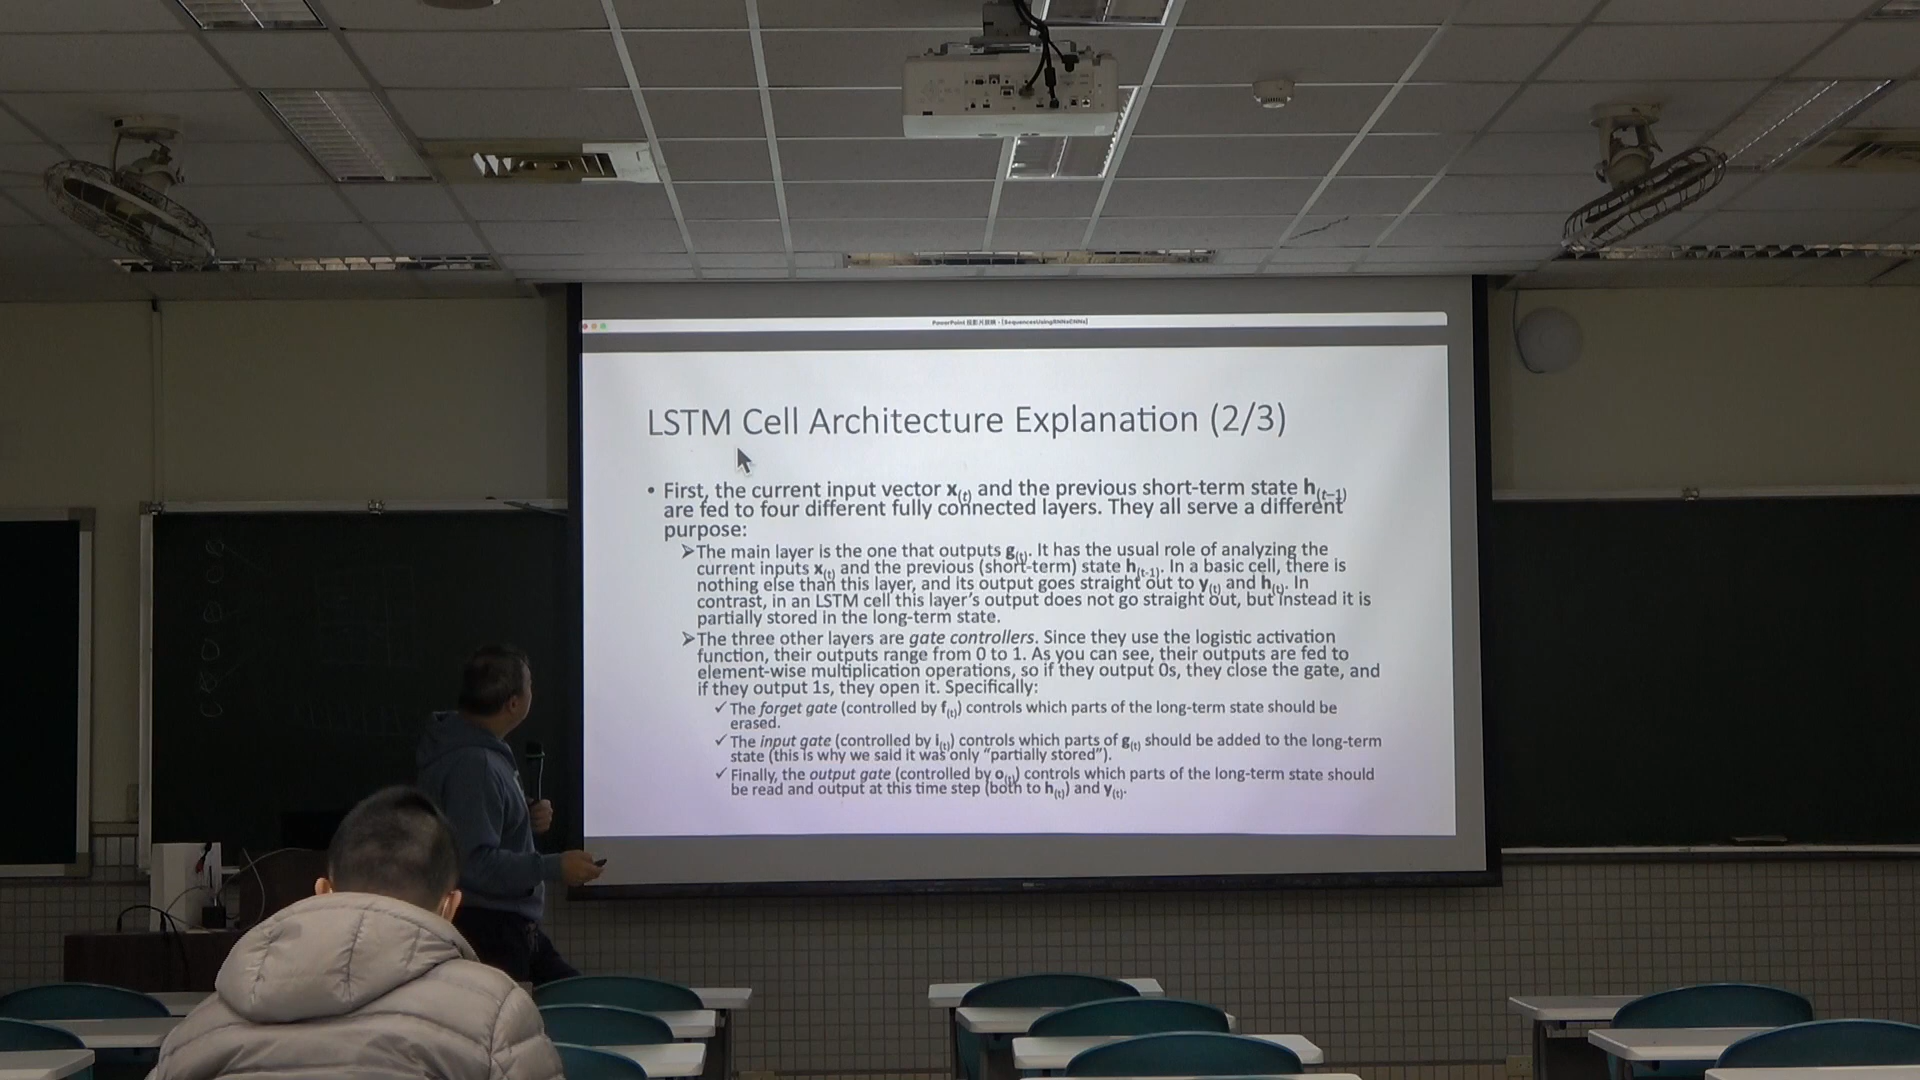 PowerPoint 投影片放映 - [SequencesUsingRNNsCNNs]
LSTM Cell Architecture Explanation (2/3)
• First, the current input vector x(t) and the previous short-term state h(t–1)
are fed to four different fully connected layers. They all serve a different
purpose:
➢The main layer is the one that outputs g(t). It has the usual role of analyzing the
current inputs x(t) and the previous (short-term) state h(t-1). In a basic cell, there is
nothing else than this layer, and its output goes straight out to y(t) and h(t). In
contrast, in an LSTM cell this layer’s output does not go straight out, but instead it is
partially stored in the long-term state.
➢The three other layers are gate controllers. Since they use the logistic activation
function, their outputs range from 0 to 1. As you can see, their outputs are fed to
element-wise multiplication operations, so if they output 0s, they close the gate, and
if they output 1s, they open it. Specifically:
✓The forget gate (controlled by f(t)) controls which parts of the long-term state should be
erased.
✓The input gate (controlled by i(t)) controls which parts of g(t) should be added to the long-term
state (this is why we said it was only “partially stored”).
✓Finally, the output gate (controlled by o(t)) controls which parts of the long-term state should
be read and output at this time step (both to h(t)) and y(t).